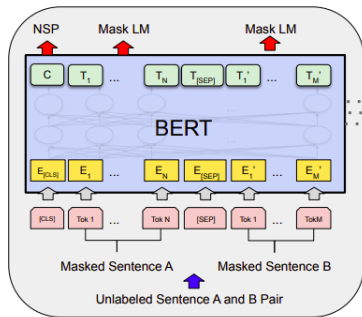 NSP Mask LM Mask LM
C T1 ... TN T[SEP] T1' ... TM'
BERT
E[CLS] E1 ... EN E[SEP] E1' ... EM'
[CLS] Tok 1 ... Tok N [SEP] Tok 1 ... TokM
Masked Sentence A Masked Sentence B
Unlabeled Sentence A and B Pair